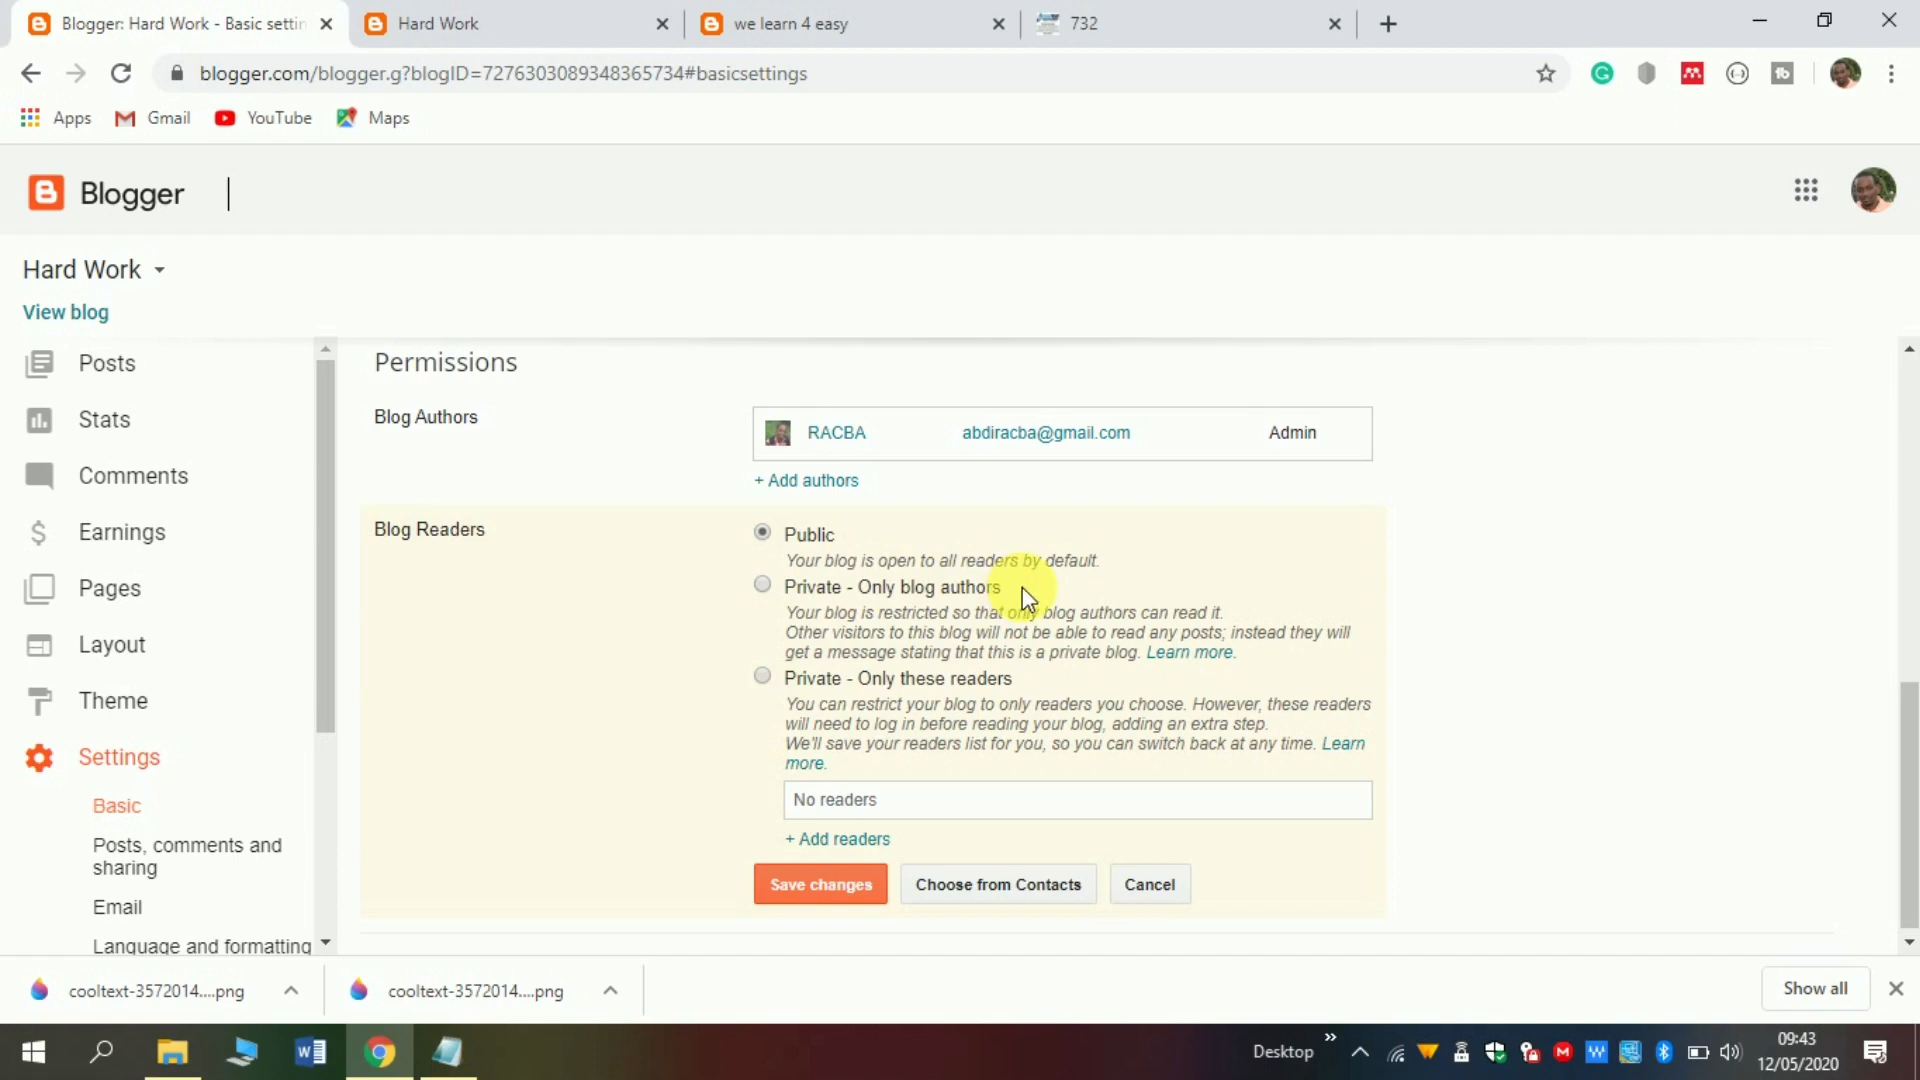 Blogger: Hard Work - Basic settin
Hard Work
we learn 4 easy
732
blogger.com/blogger.g?blogID=7276303089348365734#basicsettings
Apps
Gmail
YouTube
Maps
Blogger
Hard Work
View blog
Posts
Stats
Comments
Earnings
Pages
Layout
Theme
Settings
Basic
Posts, comments and
sharing
Email
Language and formatting
Permissions
Blog Authors
RACBA abdiracba@gmail.com Admin
+ Add authors
Blog Readers
Public
Your blog is open to all readers by default.
Private - Only blog authors
Your blog is restricted so that only blog authors can read it.
Other visitors to this blog will not be able to read any posts; instead they will
get a message stating that this is a private blog. Learn more.
Private - Only these readers
You can restrict your blog to only readers you choose. However, these readers
will need to log in before reading your blog, adding an extra step.
We'll save your readers list for you, so you can switch back at any time. Learn
more.
No readers
+ Add readers
Save changes
Choose from Contacts
Cancel
cooltext-3572014....png
cooltext-3572014....png
Show all
Desktop
09:43
12/05/2020